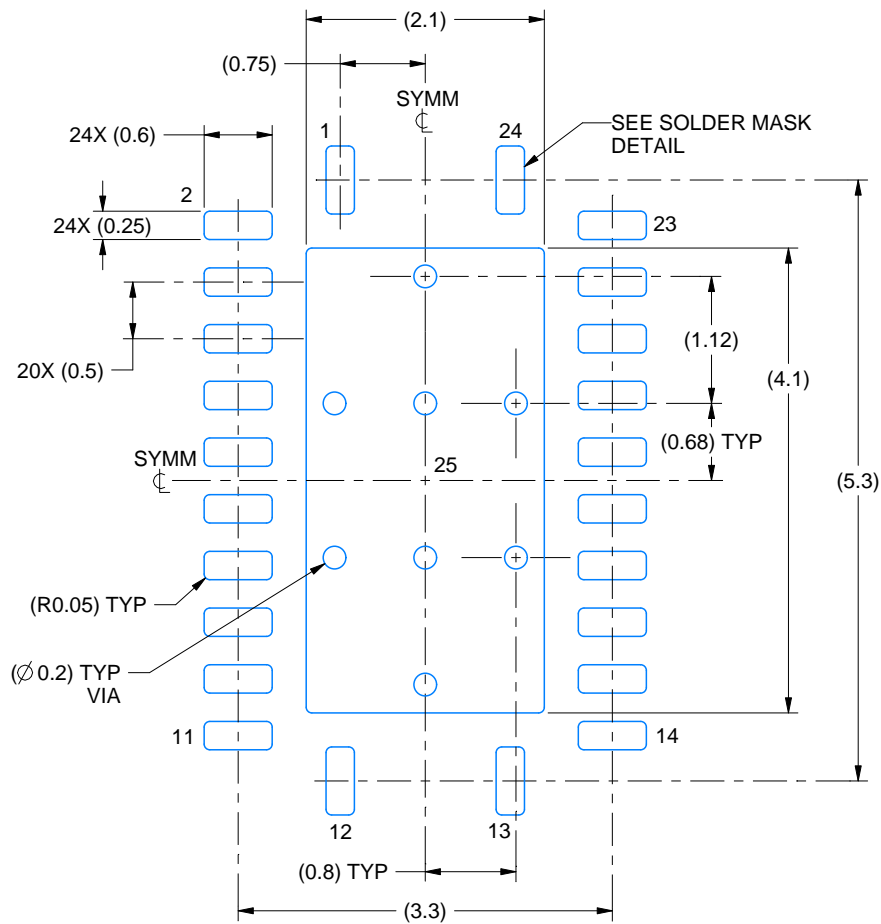 (2.1)
(0.75)
SYMM
℄
1
24
SEE SOLDER MASK
DETAIL
24X (0.6)
2
23
24X (0.25)
(1.12)
20X (0.5)
(4.1)
(0.68) TYP
SYMM
℄
25
(5.3)
(R0.05) TYP
(∅0.2) TYP
VIA
11
14
12
13
(0.8) TYP
(3.3)